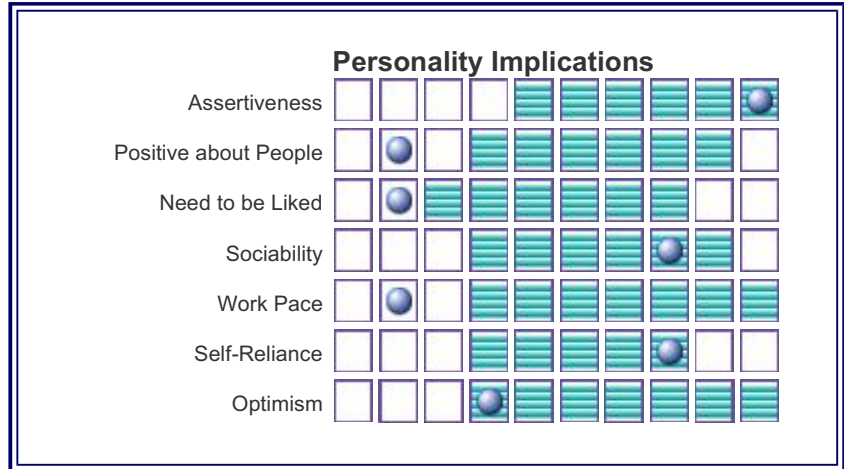 Personality Implications
Assertiveness
Positive about People
Need to be Liked
Sociability
Work Pace
Self-Reliance
Optimism